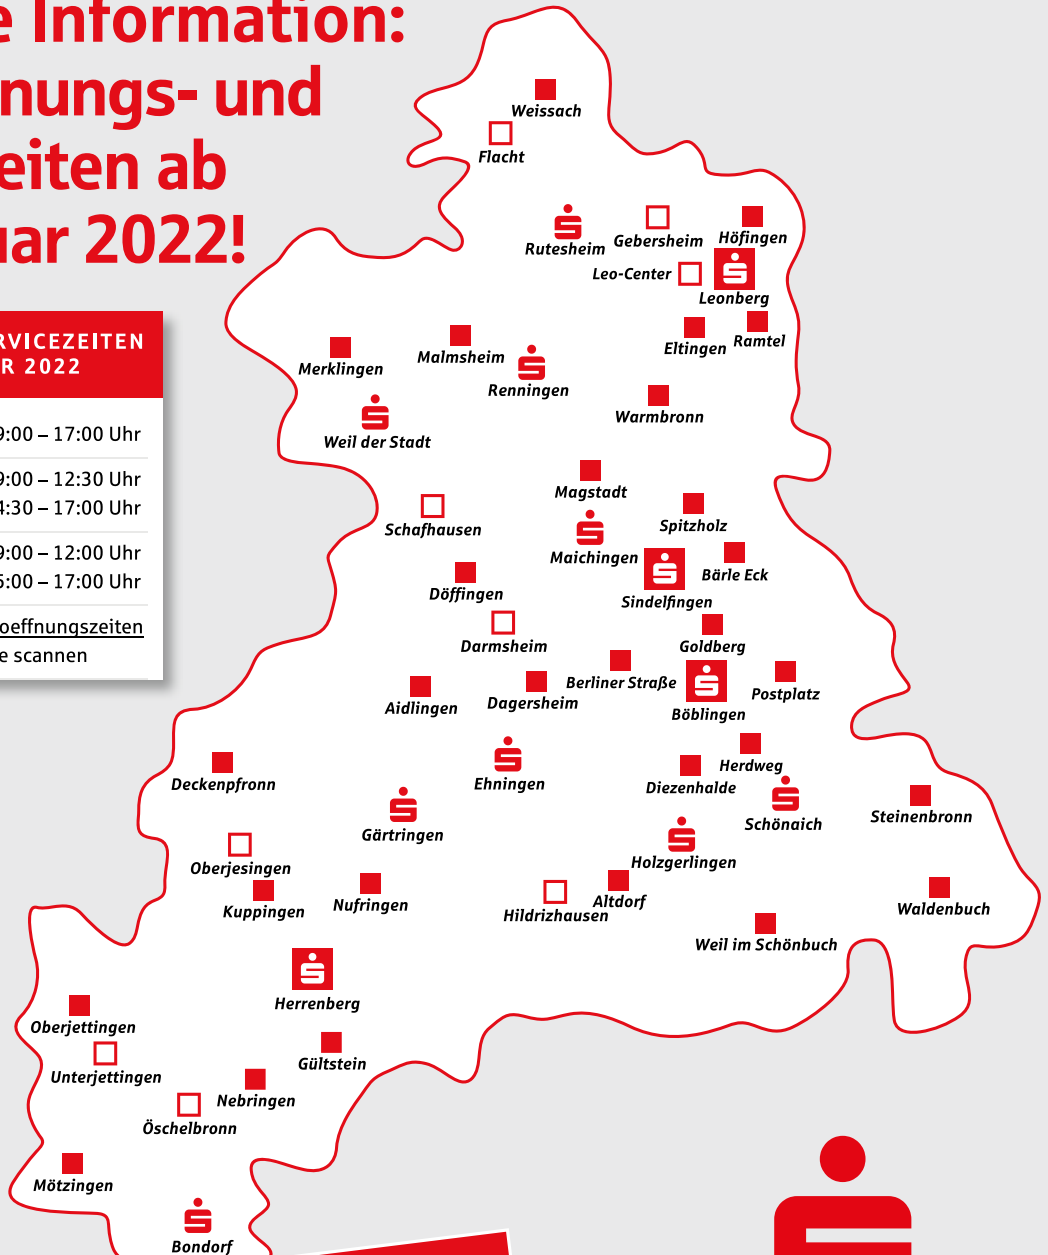 e Information:
nungs- und
eiten ab
uar 2022!
RVICEZEITEN
R 2022
9:00 – 17:00 Uhr
9:00 – 12:30 Uhr
4:30 – 17:00 Uhr
9:00 – 12:00 Uhr
5:00 – 17:00 Uhr
oeffnungszeiten
e scannen
Weissach
Flacht
Rutesheim
Gebersheim
Höfingen
Leo-Center
Leonberg
Eltingen
Ramtel
Merklingen
Malmsheim
Renningen
Warmbronn
Weil der Stadt
Magstadt
Schafhausen
Spitzholz
Maichingen
Bärle Eck
Döffingen
Sindelfingen
Darmsheim
Goldberg
Berliner Straße
Aidlingen
Dagersheim
Postplatz
Böblingen
Deckenpfronn
Ehningen
Herdweg
Diezenhalde
Gärtringen
Schönaich
Steinenbronn
Oberjesingen
Holzgerlingen
Kuppingen
Nufringen
Hildrizhausen
Altdorf
Waldenbuch
Weil im Schönbuch
Herrenberg
Oberjettingen
Gültstein
Unterjettingen
Nebringen
Öschelbronn
Mötzingen
Bondorf